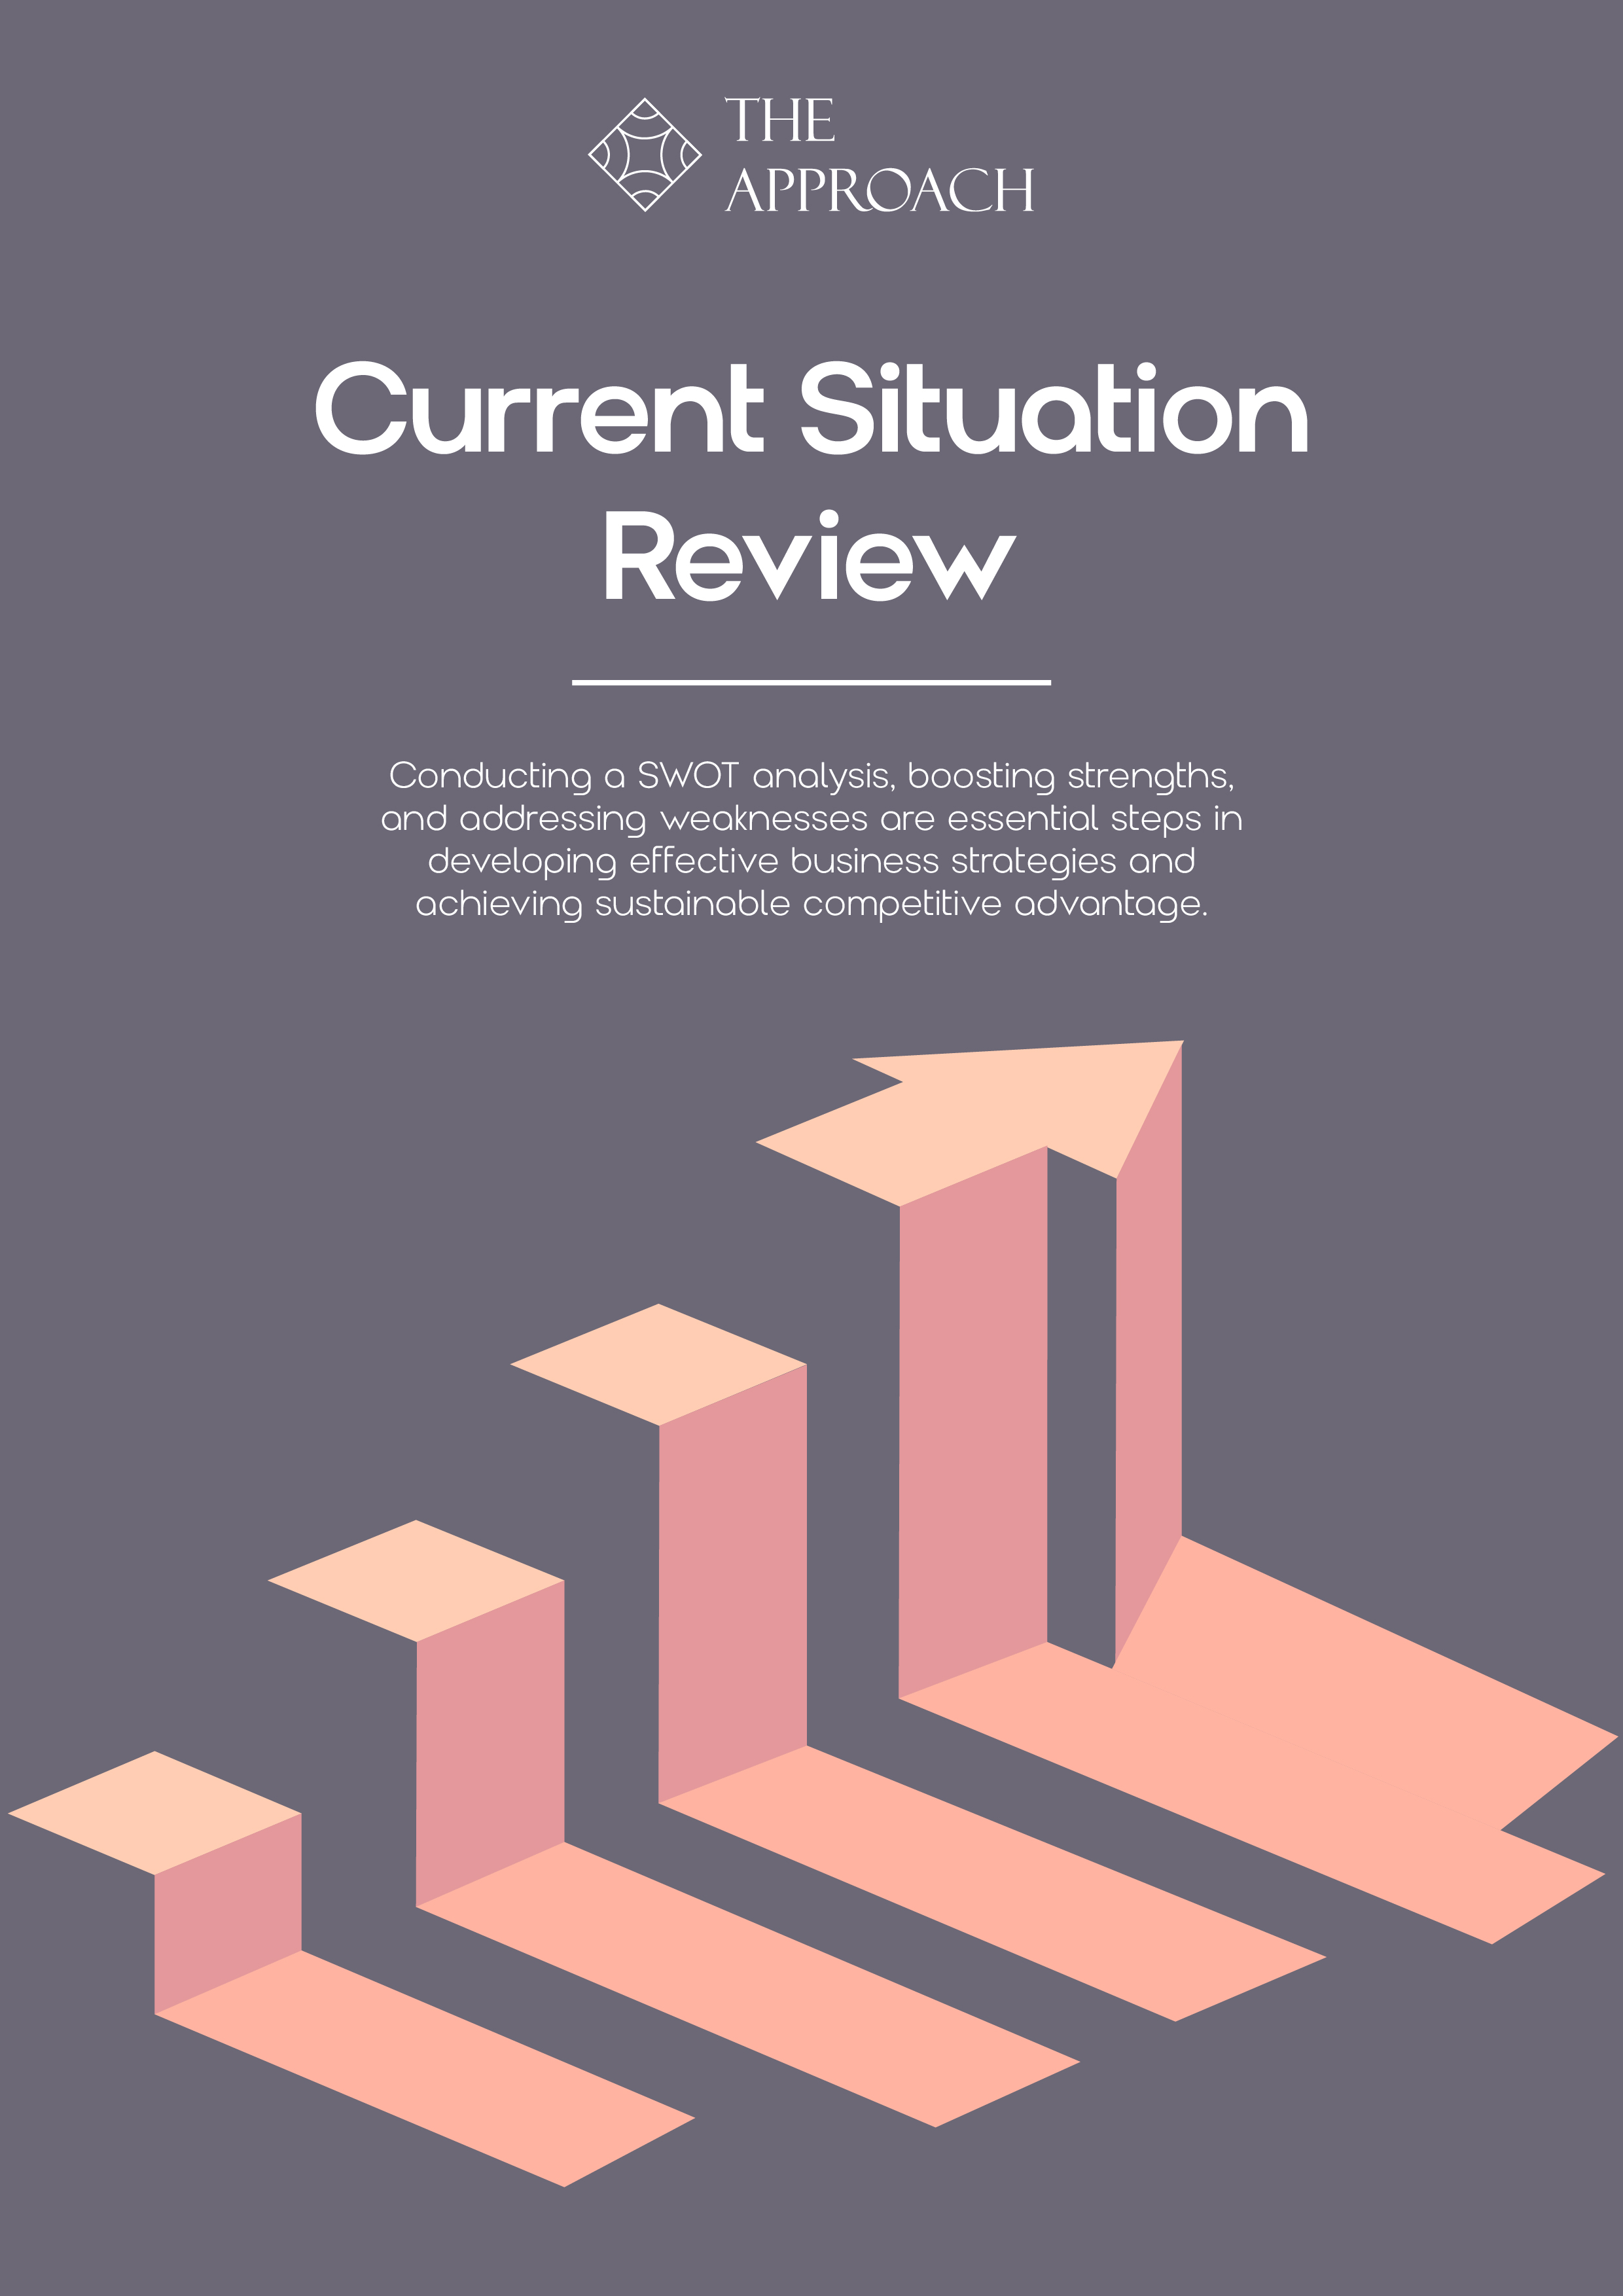 THE
APPROACH
Current Situation
Review
Conducting a SWOT analysis, boosting strengths,
and addressing weaknesses are essential steps in
developing effective business strategies and
achieving sustainable competitive advantage.